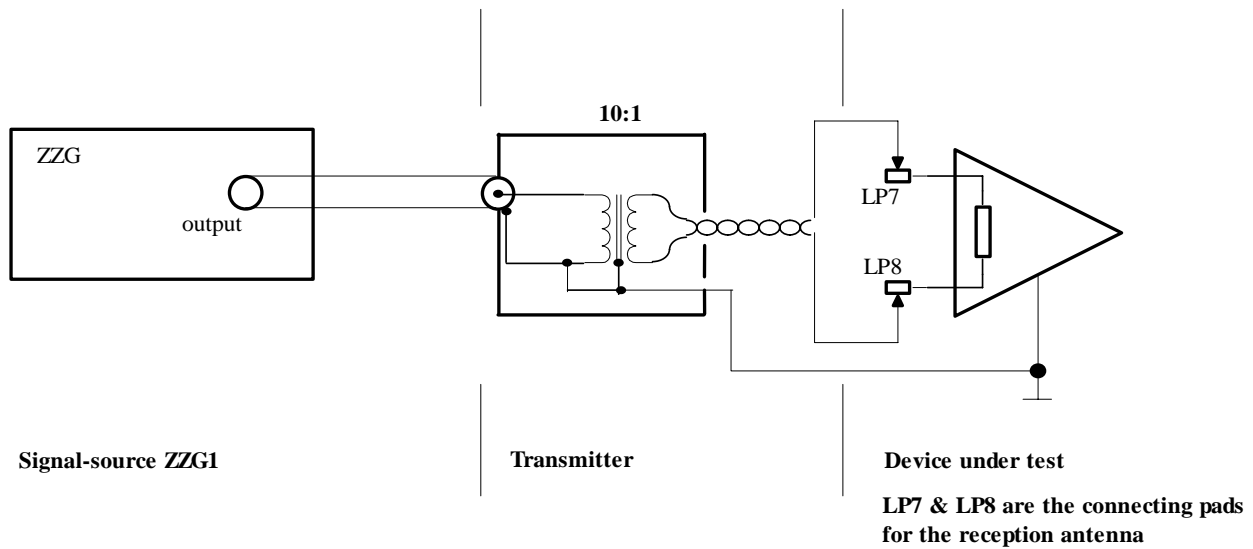 10:1
ZZG
output
LP7
LP8
Signal-source ZZG1
Transmitter
Device under test
LP7 & LP8 are the connecting pads
for the reception antenna